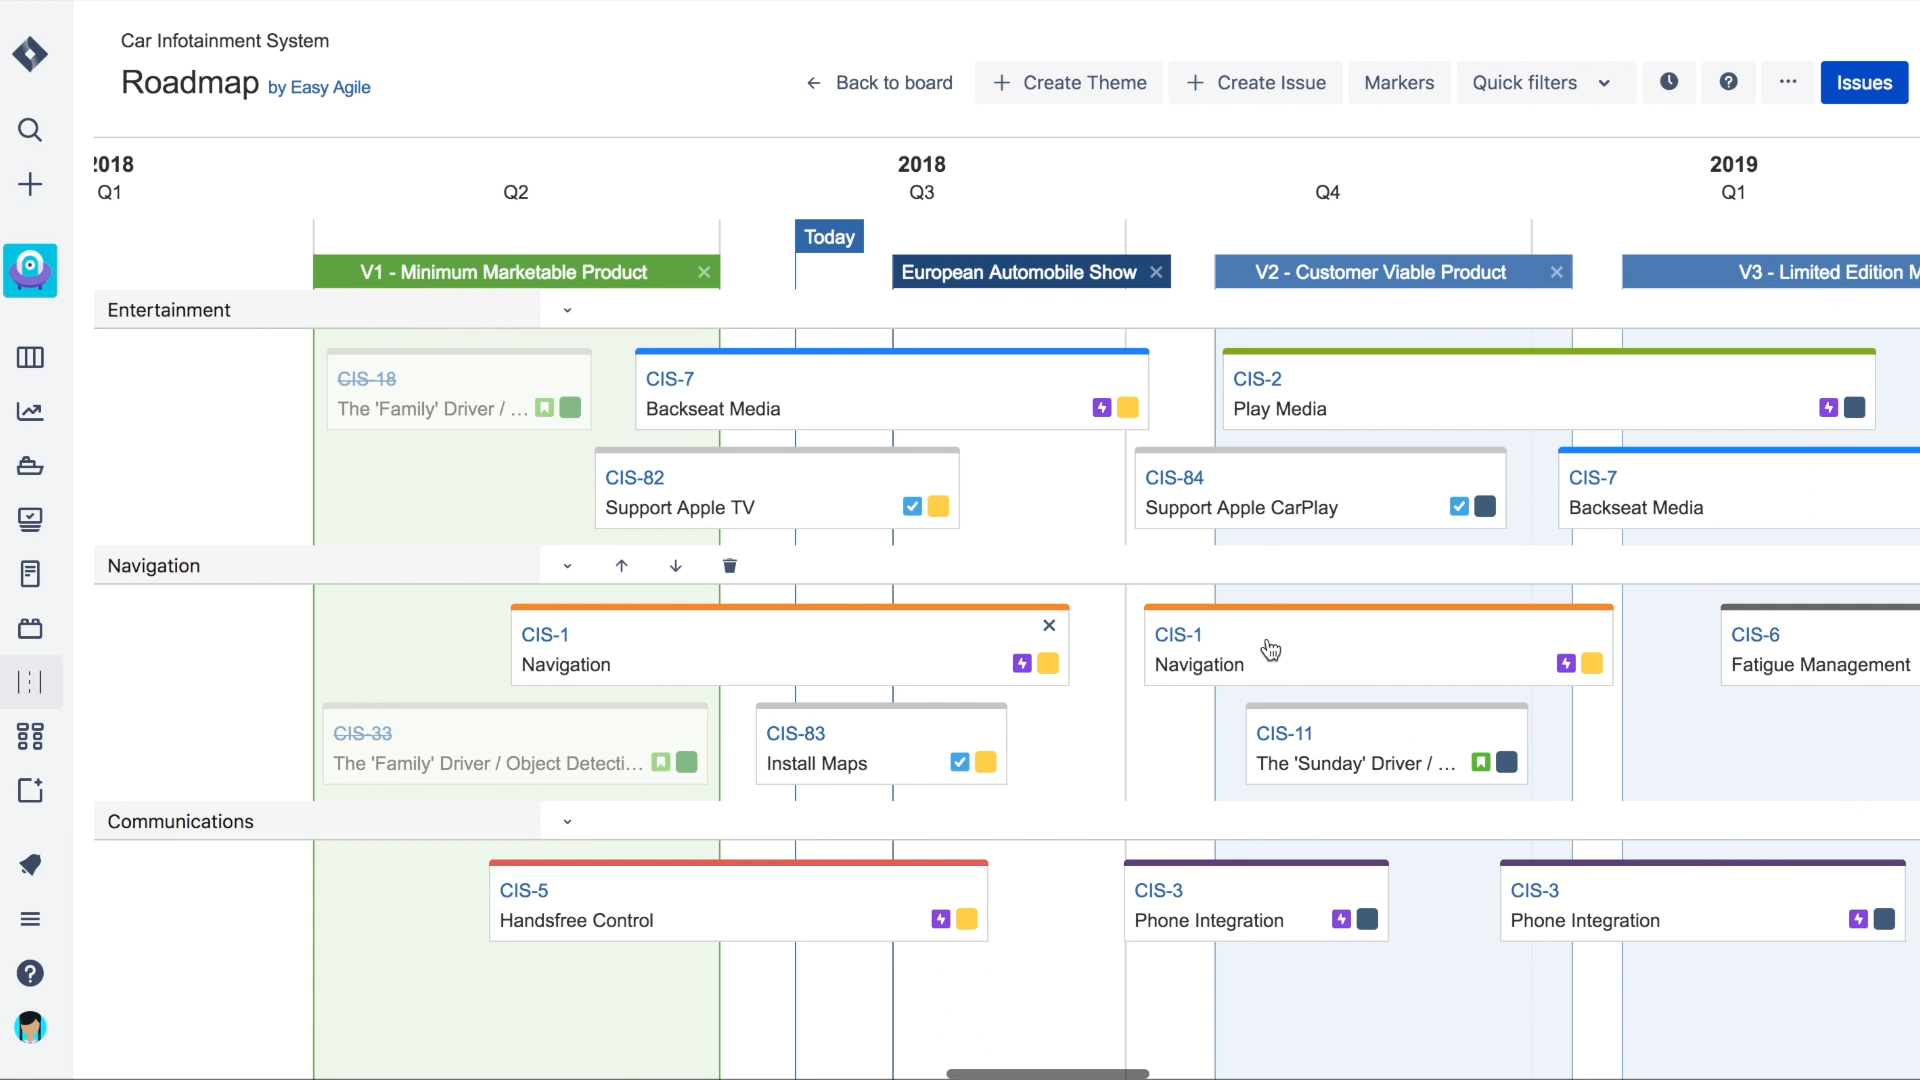 Car Infotainment System
Roadmap by Easy Agile
Back to board
Create Theme
Create Issue
Markers
Quick filters
Issues
2018
2018
2019
Q1
Q2
Q3
Q4
Q1
Today
V1 - Minimum Marketable Product
European Automobile Show
V2 - Customer Viable Product
V3 - Limited Edition M
Entertainment
CIS-18
The 'Family' Driver / ...
CIS-7
Backseat Media
CIS-2
Play Media
CIS-82
Support Apple TV
CIS-84
Support Apple CarPlay
CIS-7
Backseat Media
Navigation
CIS-1
Navigation
CIS-1
Navigation
CIS-6
Fatigue Management
CIS-33
The 'Family' Driver / Object Detecti...
CIS-83
Install Maps
CIS-11
The 'Sunday' Driver / ...
Communications
CIS-5
Handsfree Control
CIS-3
Phone Integration
CIS-3
Phone Integration